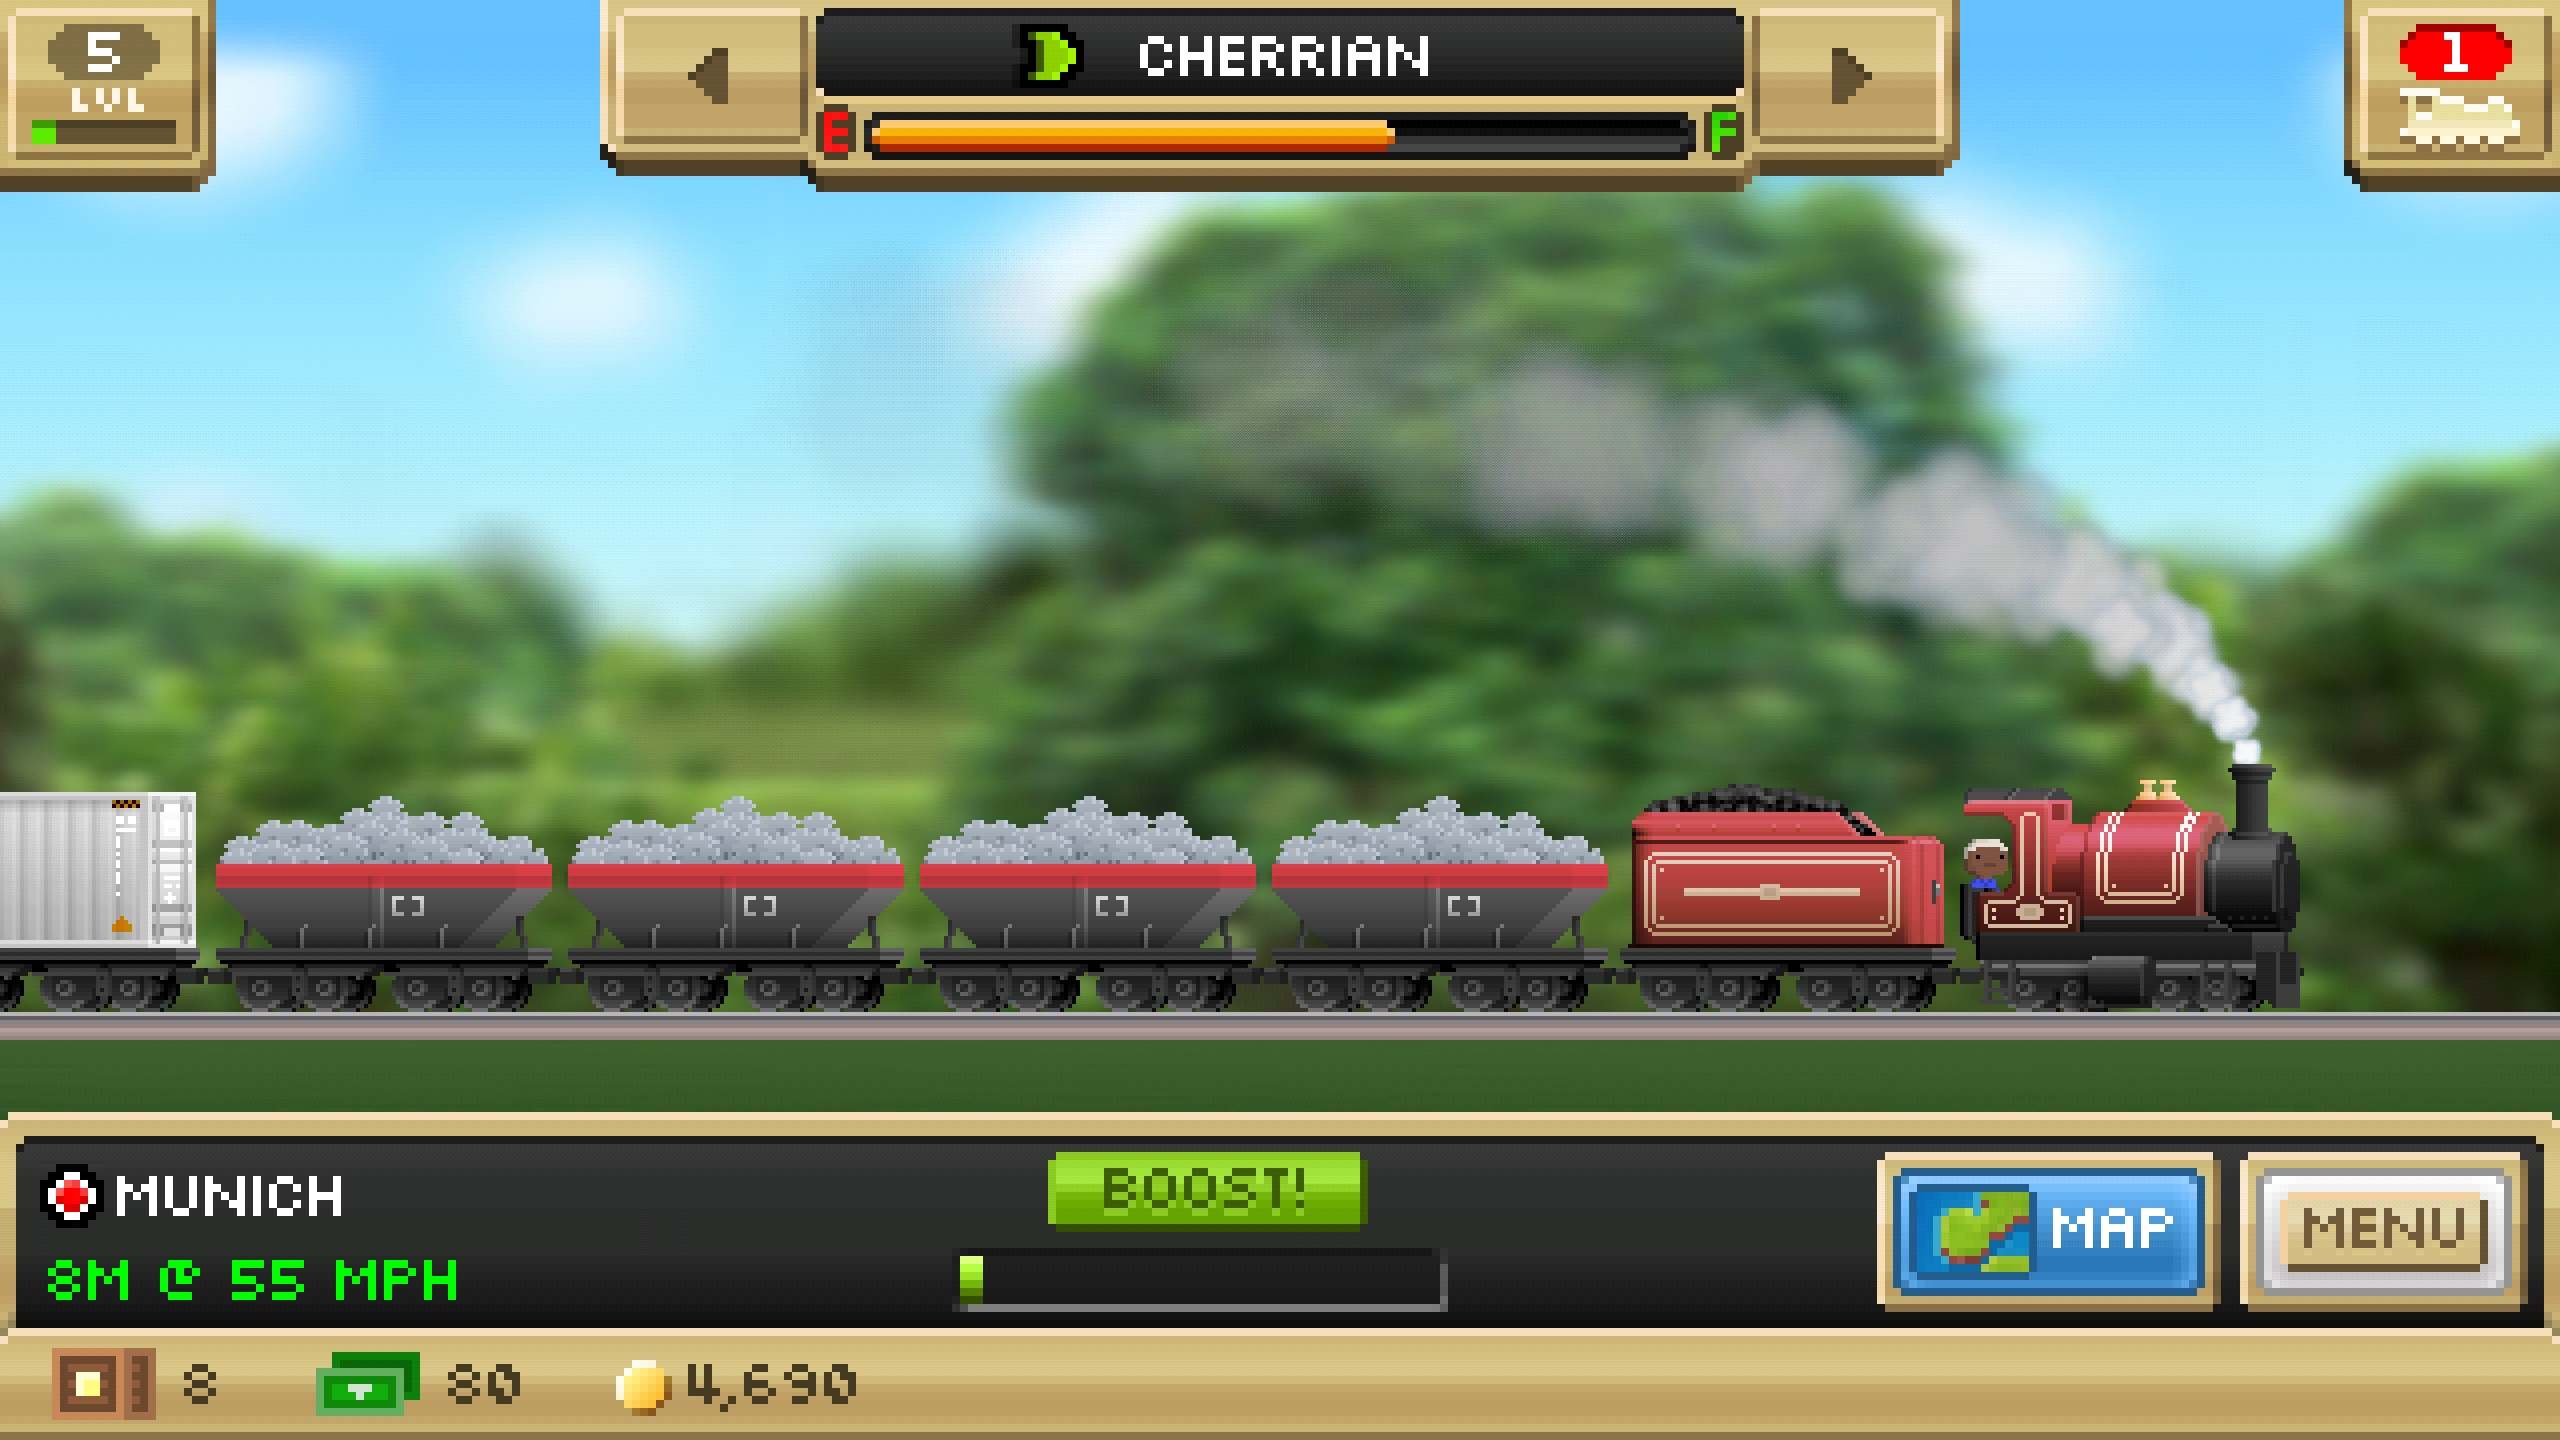 5
LVL
CHERRIAN
E F
1
[]
[]
[]
[]
MUNICH
8M @ 55 MPH
BOOST!
MAP
MENU
8
80
4,690